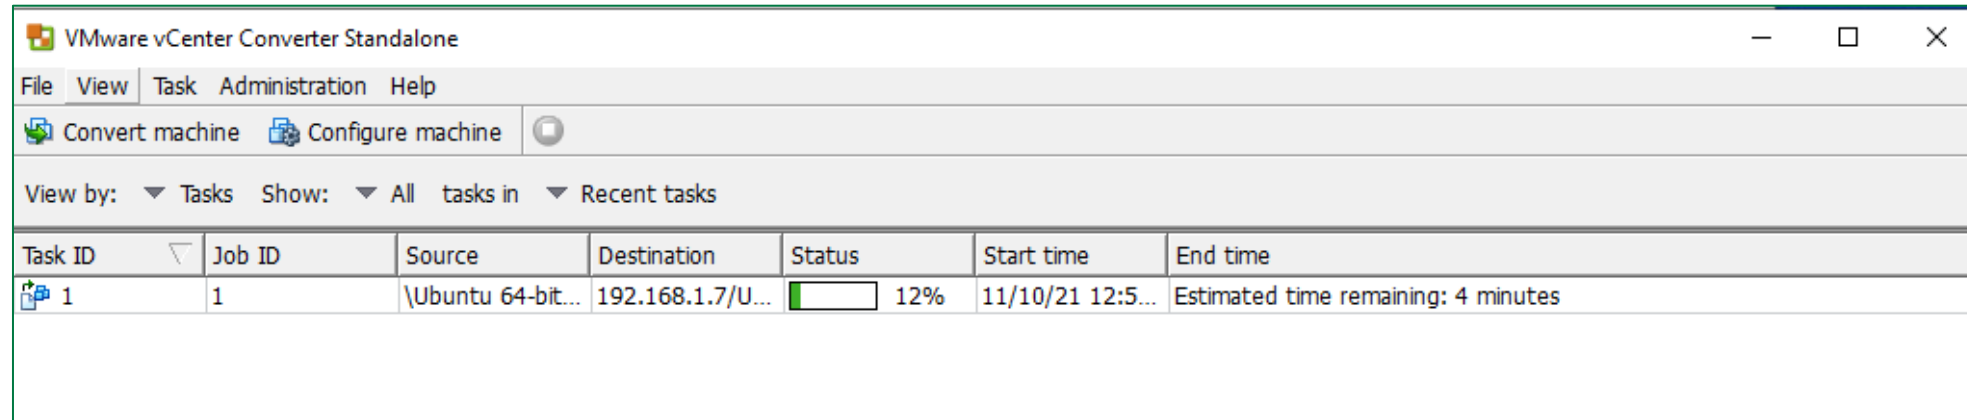 VMware vCenter Converter Standalone
File View Task Administration Help
Convert machine Configure machine
View by: Tasks Show: All tasks in Recent tasks
Task ID Job ID Source Destination Status Start time End time
1 1 \Ubuntu 64-bit... 192.168.1.7/U... 12% 11/10/21 12:5... Estimated time remaining: 4 minutes